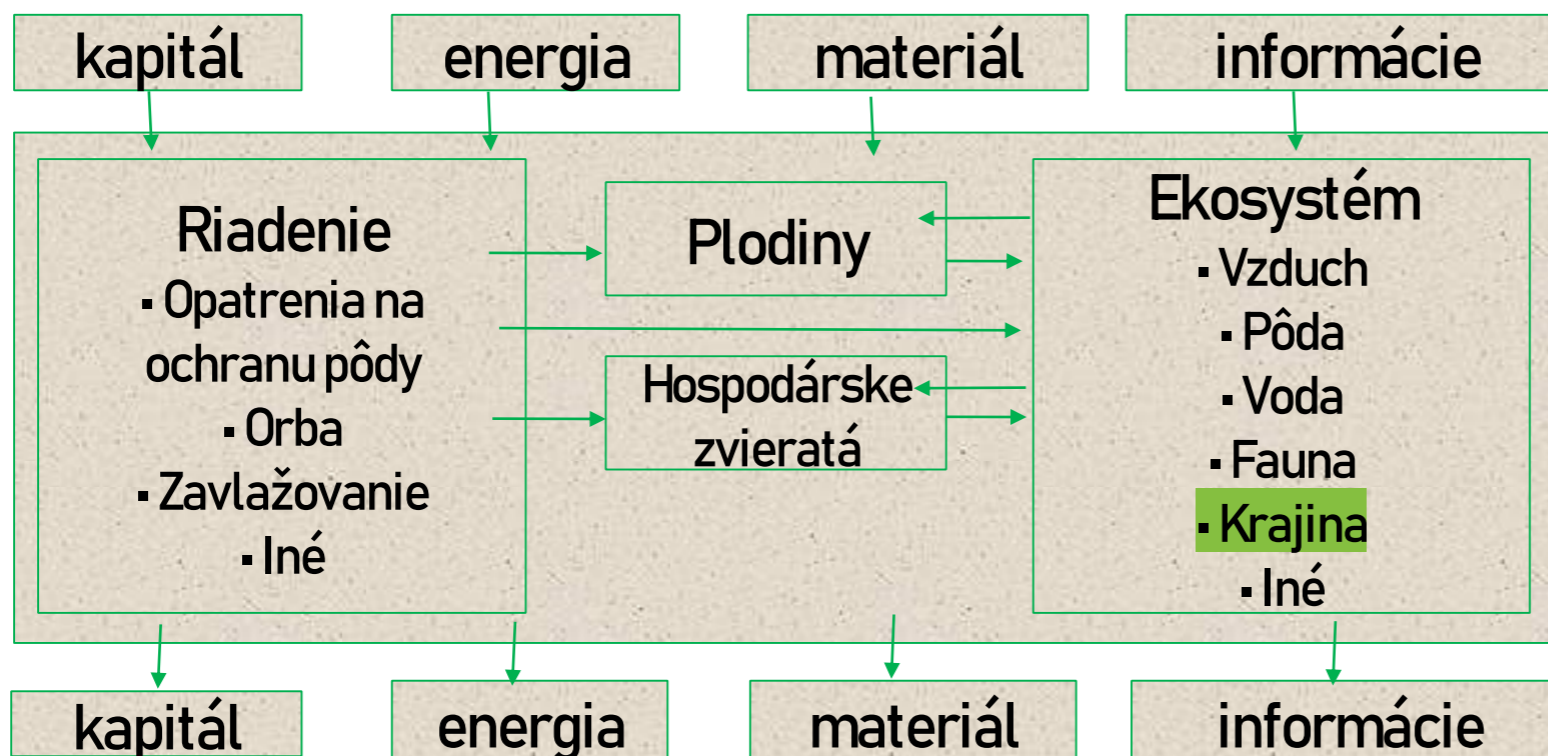 kapitál
energia
materiál
informácie
Riadenie
▪ Opatrenia na
ochranu pôdy
▪ Orba
▪ Zavlažovanie
▪ Iné
Plodiny
Hospodárske
zvieratá
Ekosystém
▪ Vzduch
▪ Pôda
▪ Voda
▪ Fauna
▪ Krajina
▪ Iné
kapitál
energia
materiál
informácie